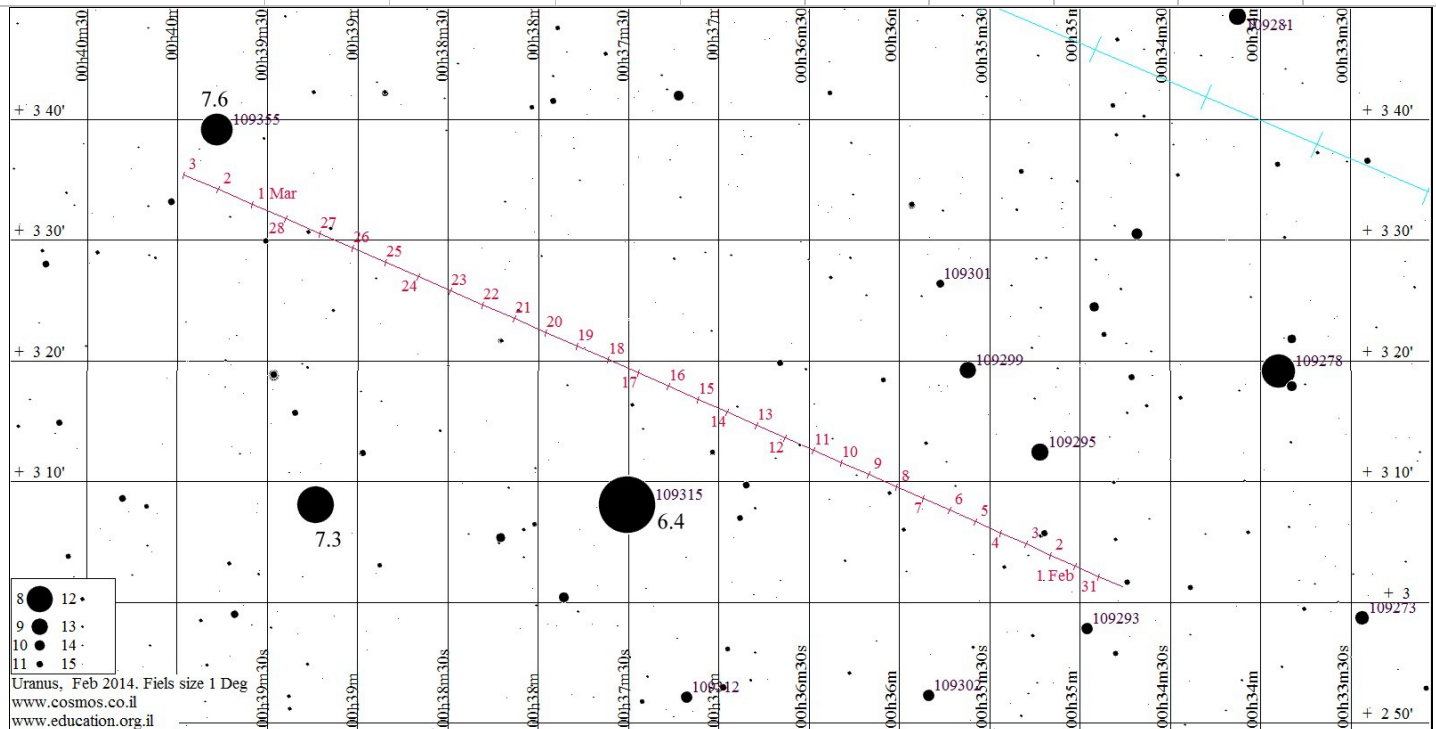 00h40m30
00h40m
00h39m30
00h39m
00h38m30
00h38m
00h37m30
00h37m
00h36m30
00h36m
00h35m30
00h35m
00h34m30
00h33m30
109281
7.6
109355
+ 3 40'
+ 3 40'
3
2
1 Mar
28
27
26
25
24
23
22
21
20
19
18
17
16
15
14
13
12
11
10
9
8
7
6
5
4
3
2
1. Feb
31
+ 3 30'
+ 3 30'
109301
+ 3 20'
+ 3 20'
109299
109278
109295
+ 3 10'
+ 3 10'
109315
6.4
7.3
+ 3
109273
109293
8 12
9 13
10 14
11 15
109312
109302
+ 2 50'
Uranus, Feb 2014. Fiels size 1 Deg
www.cosmos.co.il
www.education.org.il
00h39m30s
00h39m
00h38m30s
00h38m
00h37m30s
00h37m
00h36m30s
00h36m
00h35m30s
00h35m
00h34m30s
00h34m
00h33m30s